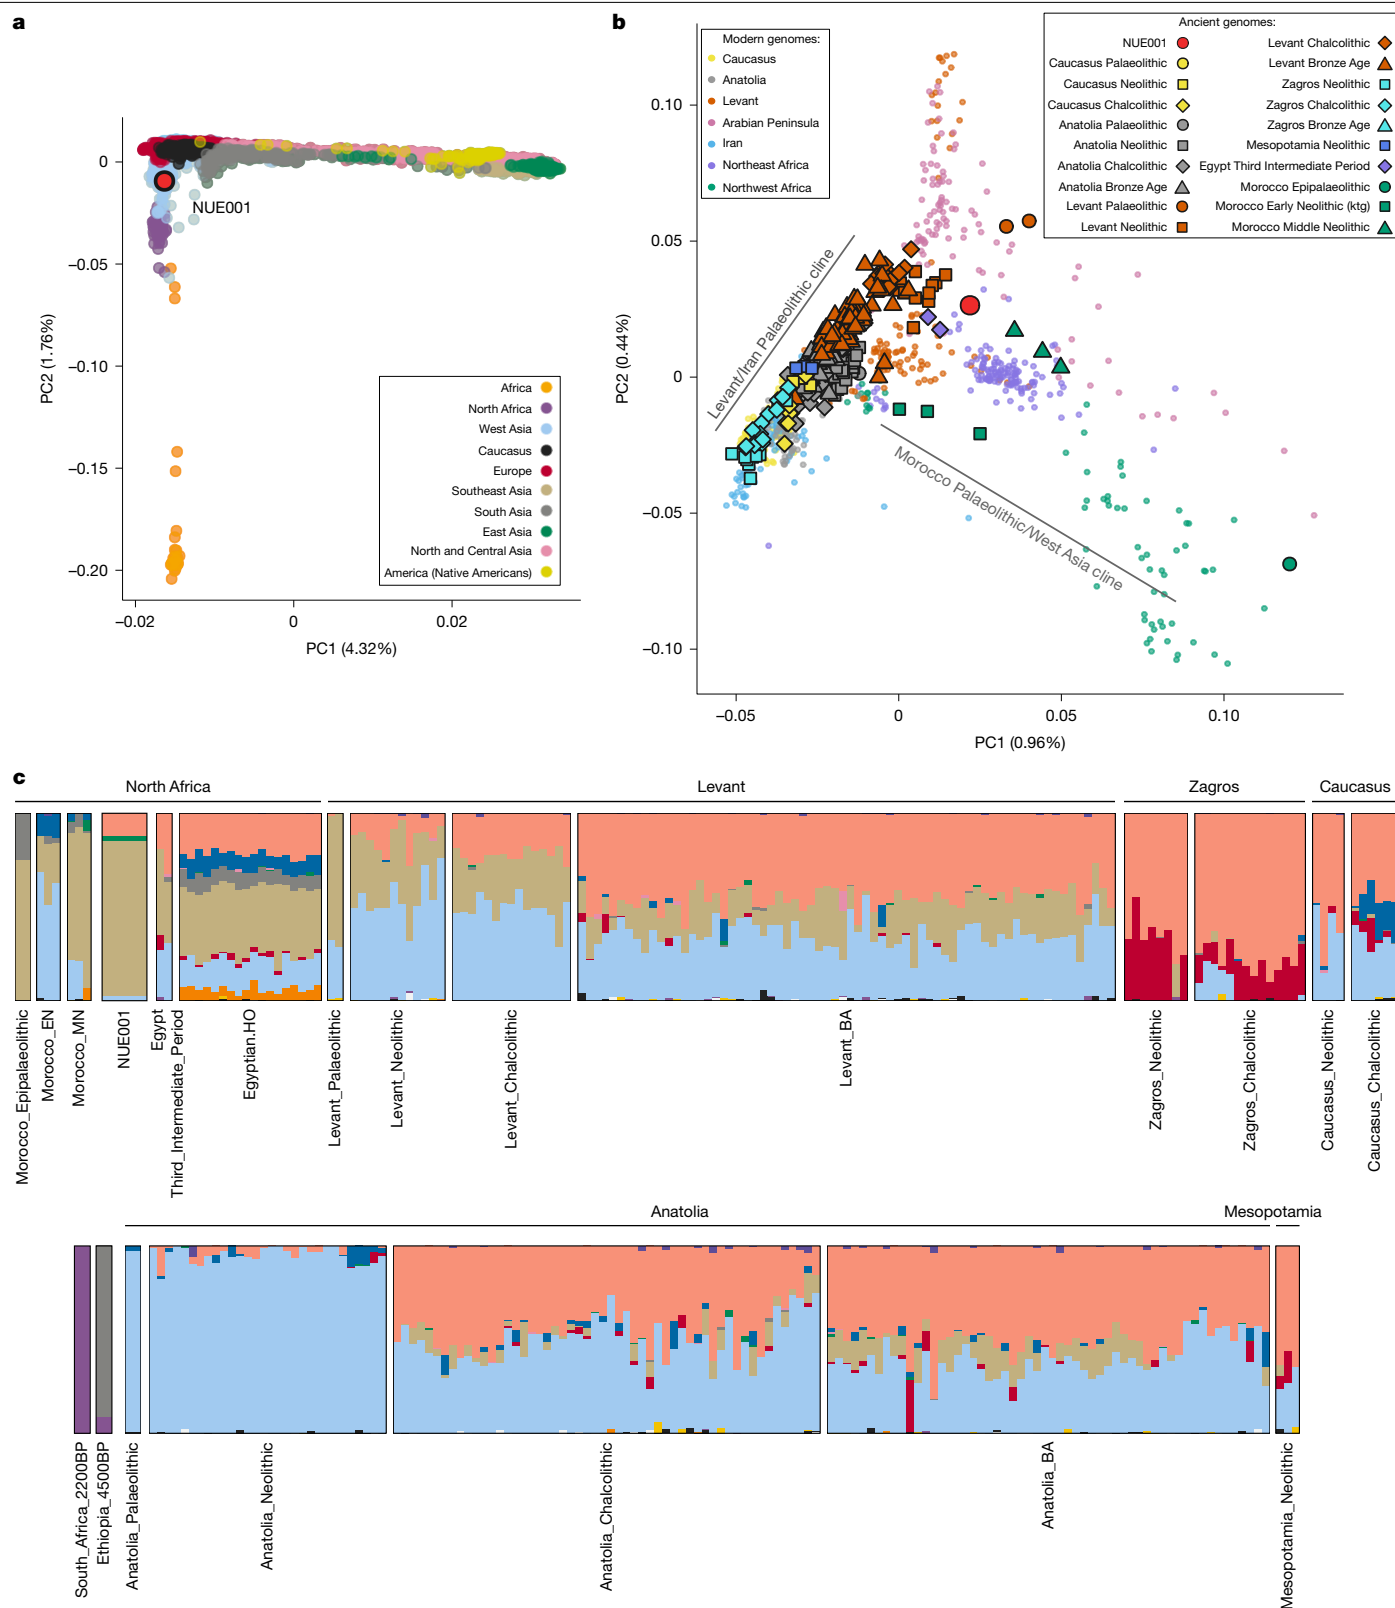 a
NUE001
0
−0.05
−0.10
−0.15
−0.20
PC2 (1.76%)
−0.02
0
0.02
PC1 (4.32%)
Africa
North Africa
West Asia
Caucasus
Europe
Southeast Asia
South Asia
East Asia
North and Central Asia
America (Native Americans)
b
Modern genomes:
Caucasus
Anatolia
Levant
Arabian Peninsula
Iran
Northeast Africa
Northwest Africa
Ancient genomes:
NUE001
Caucasus Palaeolithic
Caucasus Neolithic
Caucasus Chalcolithic
Anatolia Palaeolithic
Anatolia Neolithic
Anatolia Chalcolithic
Anatolia Bronze Age
Levant Palaeolithic
Levant Neolithic
Levant Chalcolithic
Levant Bronze Age
Zagros Neolithic
Zagros Chalcolithic
Zagros Bronze Age
Mesopotamia Neolithic
Egypt Third Intermediate Period
Morocco Epipalaeolithic
Morocco Early Neolithic (ktg)
Morocco Middle Neolithic
0.10
0.05
0
−0.05
−0.10
PC2 (0.44%)
Levant/Iran Palaeolithic cline
Morocco Palaeolithic/West Asia cline
−0.05
0
0.05
0.10
PC1 (0.96%)
c
North Africa
Levant
Zagros
Caucasus
Morocco_Epipalaeolithic
Morocco_EN
Morocco_MN
NUE001
Egypt
Third_Intermediate_Period
Egyptian.HO
Levant_Palaeolithic
Levant_Neolithic
Levant_Chalcolithic
Levant_BA
Zagros_Neolithic
Zagros_Chalcolithic
Caucasus_Neolithic
Caucasus_Chalcolithic
Anatolia
Mesopotamia
South_Africa_2200BP
Ethiopia_4500BP
Anatolia_Palaeolithic
Anatolia_Neolithic
Anatolia_Chalcolithic
Anatolia_BA
Mesopotamia_Neolithic